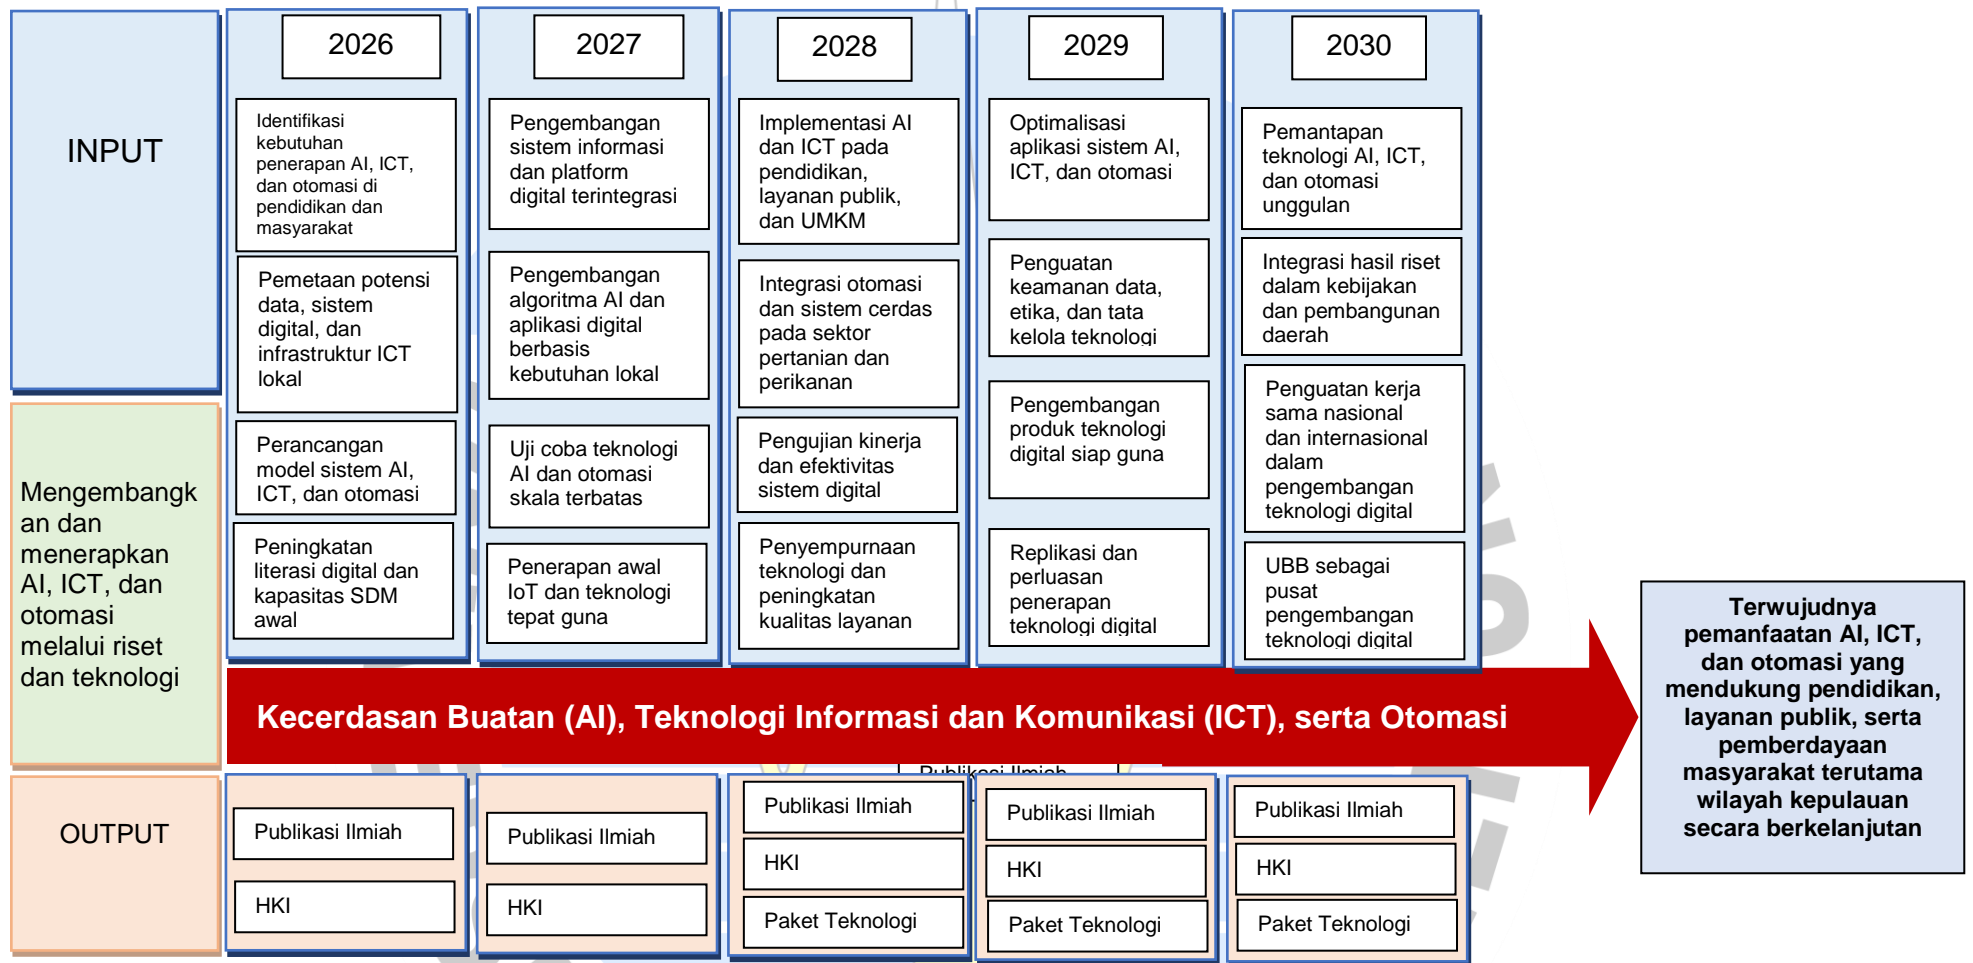 INPUT
2026
Identifikasi
kebutuhan
penerapan AI, ICT,
dan otomasi di
pendidikan dan
masyarakat
Pemetaan potensi
data, sistem
digital, dan
infrastruktur ICT
lokal
Perancangan
model sistem AI,
ICT, dan otomasi
Peningkatan
literasi digital dan
kapasitas SDM
awal
2027
Pengembangan
sistem informasi
dan platform
digital terintegrasi
Pengembangan
algoritma AI dan
aplikasi digital
berbasis
kebutuhan lokal
Uji coba teknologi
AI dan otomasi
skala terbatas
Penerapan awal
IoT dan teknologi
tepat guna
2028
Implementasi AI
dan ICT pada
pendidikan,
layanan publik,
dan UMKM
Integrasi otomasi
dan sistem cerdas
pada sektor
pertanian dan
perikanan
Pengujian kinerja
dan efektivitas
sistem digital
Penyempurnaan
teknologi dan
peningkatan
kualitas layanan
2029
Optimalisasi
aplikasi sistem AI,
ICT, dan otomasi
Penguatan
keamanan data,
etika, dan tata
kelola teknologi
Pengembangan
produk teknologi
digital siap guna
Replikasi dan
perluasan
penerapan
teknologi digital
2030
Pemantapan
teknologi AI, ICT,
dan otomasi
unggulan
Integrasi hasil riset
dalam kebijakan
dan pembangunan
daerah
Penguatan kerja
sama nasional
dan internasional
dalam
pengembangan
teknologi digital
UBB sebagai
pusat
pengembangan
teknologi digital
Mengembangk
an dan
menerapkan
AI, ICT, dan
otomasi
melalui riset
dan teknologi
Kecerdasan Buatan (AI), Teknologi Informasi dan Komunikasi (ICT), serta Otomasi
Terwujudnya
pemanfaatan AI, ICT,
dan otomasi yang
mendukung pendidikan,
layanan publik, serta
pemberdayaan
masyarakat terutama
wilayah kepulauan
secara berkelanjutan
OUTPUT
Publikasi Ilmiah
HKI
Publikasi Ilmiah
HKI
Publikasi Ilmiah
Publikasi Ilmiah
HKI
Paket Teknologi
Publikasi Ilmiah
HKI
Paket Teknologi
Publikasi Ilmiah
HKI
Paket Teknologi